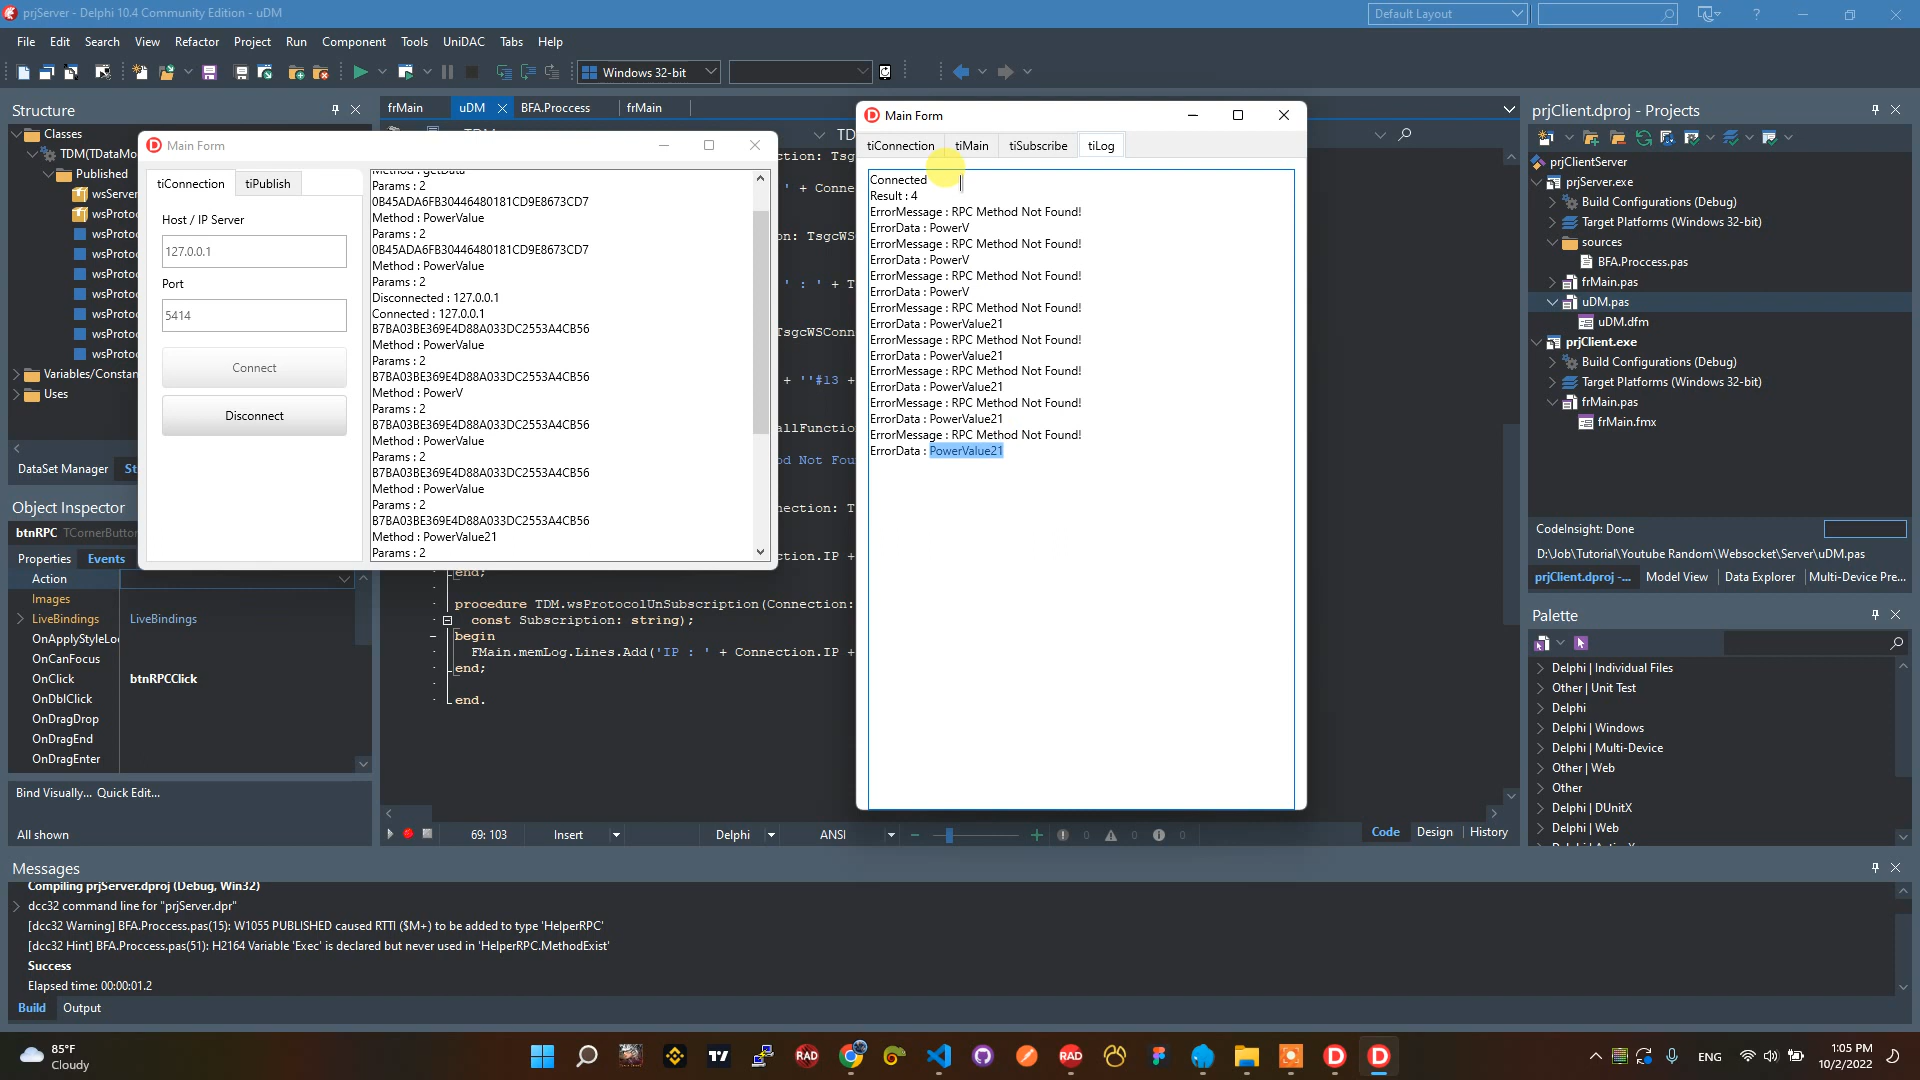 prjServer - Delphi 10.4 Community Edition - uDM
Default Layout
File Edit Search View Refactor Project Run Component Tools UniDAC Tabs Help
Windows 32-bit
Structure
Classes
TDM(TDataMo
Published
wsServer
wsProtoc
wsProtoc
wsProtoc
wsProtoc
wsProtoc
wsProtoc
wsProtoc
wsProtoc
Variables/Constan
Uses
DataSet Manager
Object Inspector
btnRPC TCornerButton
Properties Events
Action
Images
LiveBindings LiveBindings
OnApplyStyleLoo
OnCanFocus
OnClick btnRPCClick
OnDblClick
OnDragDrop
OnDragEnd
OnDragEnter
Bind Visually... Quick Edit...
All shown
frMain uDM BFA.Proccess frMain
Main Form
tiConnection tiPublish
Host / IP Server
127.0.0.1
Port
5414
Connect
Disconnect
Method : getData
Params : 2
0B45ADA6FB30446480181CD9E8673CD7
Method : PowerValue
Params : 2
0B45ADA6FB30446480181CD9E8673CD7
Method : PowerValue
Params : 2
Disconnected : 127.0.0.1
Connected : 127.0.0.1
B7BA03BE369E4D88A033DC2553A4CB56
Method : PowerValue
Params : 2
B7BA03BE369E4D88A033DC2553A4CB56
Method : PowerV
Params : 2
B7BA03BE369E4D88A033DC2553A4CB56
Method : PowerValue
Params : 2
B7BA03BE369E4D88A033DC2553A4CB56
Method : PowerValue
Params : 2
B7BA03BE369E4D88A033DC2553A4CB56
Method : PowerValue21
Params : 2
end;
procedure TDM.wsProtocolUnSubscription(Connection:
const Subscription: string);
begin
FMain.memLog.Lines.Add('IP : ' + Connection.IP +
end;
end.
69: 103 Insert Delphi ANSI
0 0 0
Code Design History
Main Form
tiConnection tiMain tiSubscribe tiLog
Connected
Result : 4
ErrorMessage : RPC Method Not Found!
ErrorData : PowerV
ErrorMessage : RPC Method Not Found!
ErrorData : PowerV
ErrorMessage : RPC Method Not Found!
ErrorData : PowerV
ErrorMessage : RPC Method Not Found!
ErrorData : PowerValue21
ErrorMessage : RPC Method Not Found!
ErrorData : PowerValue21
ErrorMessage : RPC Method Not Found!
ErrorData : PowerValue21
ErrorMessage : RPC Method Not Found!
ErrorData : PowerValue21
ErrorMessage : RPC Method Not Found!
ErrorData : PowerValue21
prjClient.dproj - Projects
prjClientServer
prjServer.exe
Build Configurations (Debug)
Target Platforms (Windows 32-bit)
sources
BFA.Proccess.pas
frMain.pas
uDM.pas
uDM.dfm
prjClient.exe
Build Configurations (Debug)
Target Platforms (Windows 32-bit)
frMain.pas
frMain.fmx
CodeInsight: Done
D:\Job\Tutorial\Youtube Random\Websocket\Server\uDM.pas
prjClient.dproj -... Model View Data Explorer Multi-Device Pre...
Palette
Delphi | Individual Files
Other | Unit Test
Delphi
Delphi | Windows
Delphi | Multi-Device
Other | Web
Other
Delphi | DUnitX
Delphi | Web
Messages
Compiling prjServer.dproj (Debug, Win32)
dcc32 command line for "prjServer.dpr"
[dcc32 Warning] BFA.Proccess.pas(15): W1055 PUBLISHED caused RTTI ($M+) to be added to type 'HelperRPC'
[dcc32 Hint] BFA.Proccess.pas(51): H2164 Variable 'Exec' is declared but never used in 'HelperRPC.MethodExist'
Success
Elapsed time: 00:00:01.2
Build Output
85°F
Cloudy
RAD
RAD
ENG
1:05 PM
10/2/2022